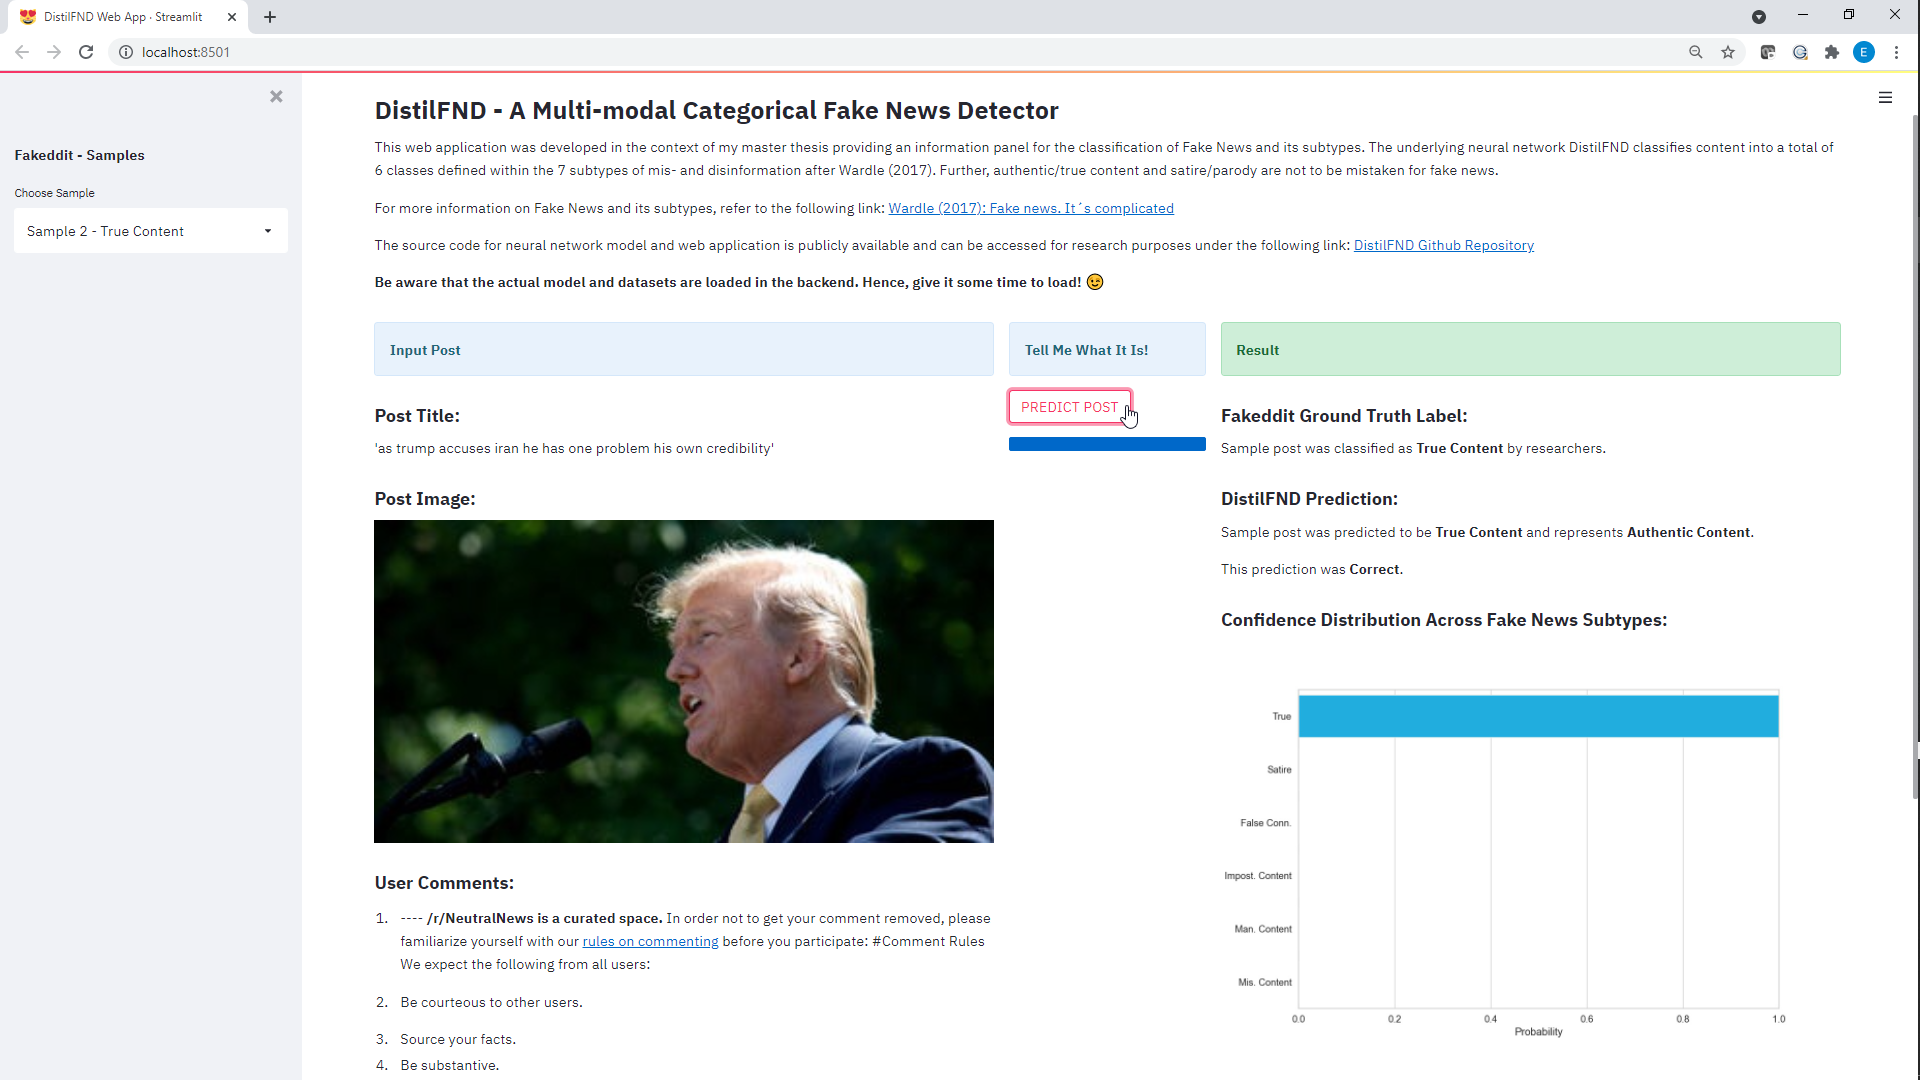 DistilFND Web App · Streamlit
localhost:8501
E
Fakeddit - Samples
Choose Sample
Sample 2 - True Content
DistilFND - A Multi-modal Categorical Fake News Detector
This web application was developed in the context of my master thesis providing an information panel for the classification of Fake News and its subtypes. The underlying neural network DistilFND classifies content into a total of
6 classes defined within the 7 subtypes of mis- and disinformation after Wardle (2017). Further, authentic/true content and satire/parody are not to be mistaken for fake news.
For more information on Fake News and its subtypes, refer to the following link: Wardle (2017): Fake news. It´s complicated
The source code for neural network model and web application is publicly available and can be accessed for research purposes under the following link: DistilFND Github Repository
Be aware that the actual model and datasets are loaded in the backend. Hence, give it some time to load! 😉
Input Post
Post Title:
'as trump accuses iran he has one problem his own credibility'
Post Image:
User Comments:
1. ---- /r/NeutralNews is a curated space. In order not to get your comment removed, please
familiarize yourself with our rules on commenting before you participate: #Comment Rules
We expect the following from all users:
2. Be courteous to other users.
3. Source your facts.
4. Be substantive.
Tell Me What It Is!
PREDICT POST
Result
Fakeddit Ground Truth Label:
Sample post was classified as True Content by researchers.
DistilFND Prediction:
Sample post was predicted to be True Content and represents Authentic Content.
This prediction was Correct.
Confidence Distribution Across Fake News Subtypes:
True
Satire
False Conn.
Impost. Content
Man. Content
Mis. Content
0.0 0.2 0.4 0.6 0.8 1.0
Probability